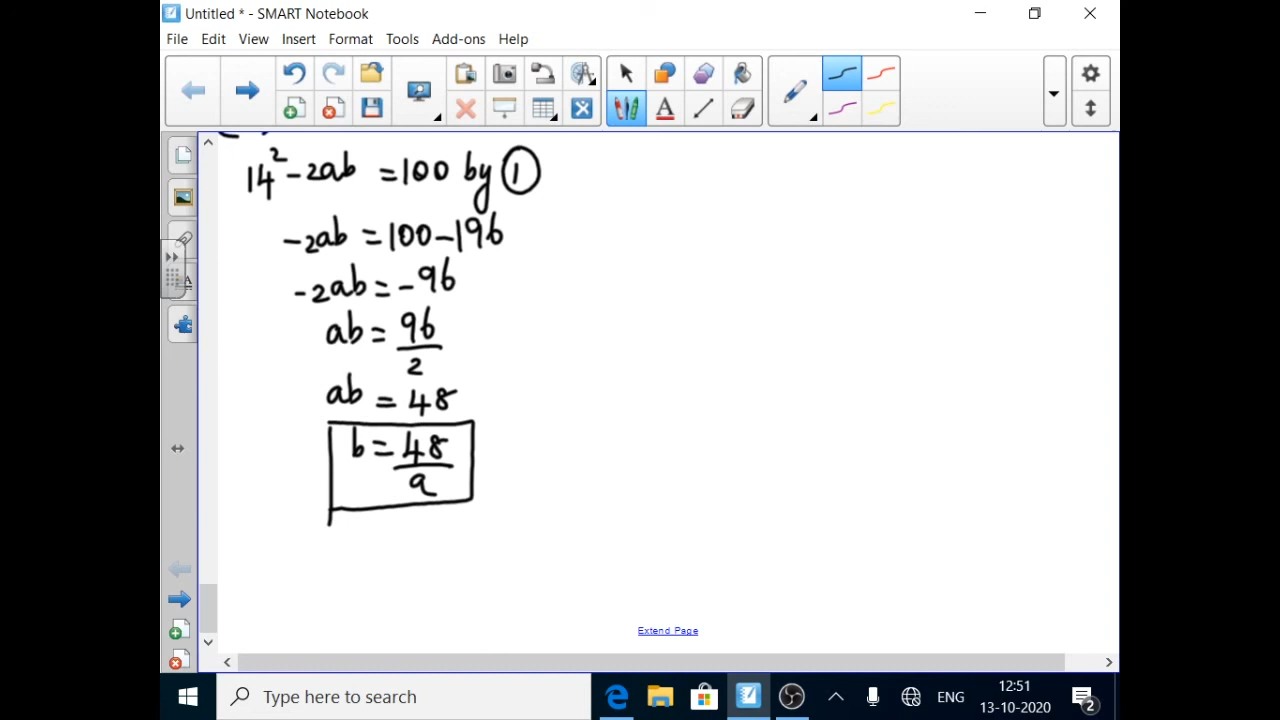 Untitled * - SMART Notebook
File Edit View Insert Format Tools Add-ons Help
14² - 2ab = 100 by ①
-2ab = 100 - 196
-2ab = -96
ab = 96/2
ab = 48
b = 48/a
Extend Page
Type here to search
ENG
12:51
13-10-2020
2